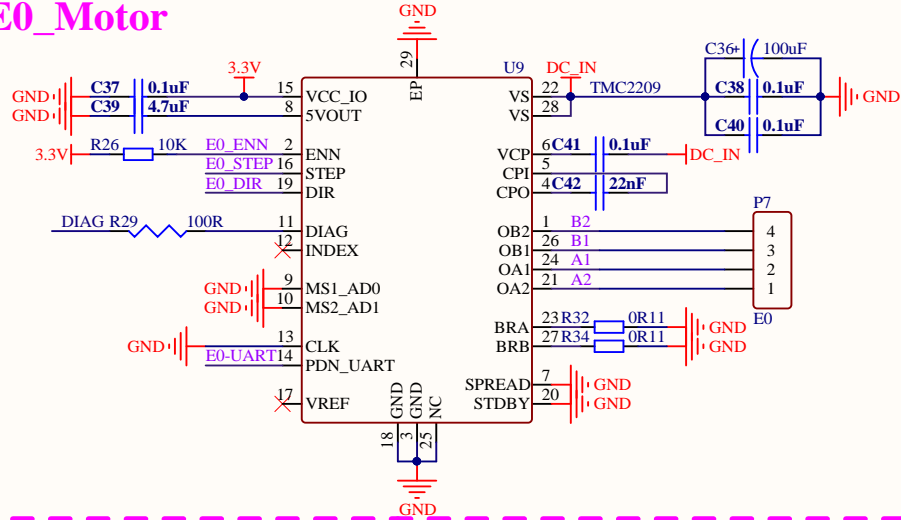 E0_Motor
GND
29
EP
U9
GND C37 0.1uF 3.3V 15 VCC_IO
GND C39 4.7uF 8 5VOUT
3.3V R26 10K E0_ENN 2 ENN
E0_STEP 16 STEP
E0_DIR 19 DIR
DIAG R29 100R 11 DIAG
12 INDEX
GND 9 MS1_AD0
GND 10 MS2_AD1
GND 13 CLK
E0-UART 14 PDN_UART
17 VREF
GND GND NC
18 3 25
GND
VS 22 DC_IN TMC2209
VS 28
C36 + 100uF
C38 0.1uF GND
C40 0.1uF
VCP 6 C41 0.1uF DC_IN
CPI 5
CPO 4 C42 22nF
P7
OB2 1 B2 4
OB1 26 B1 3
OA1 24 A1 2
OA2 21 A2 1
E0
BRA 23 R32 0R11 GND
BRB 27 R34 0R11 GND
SPREAD 7 GND
STDBY 20 GND